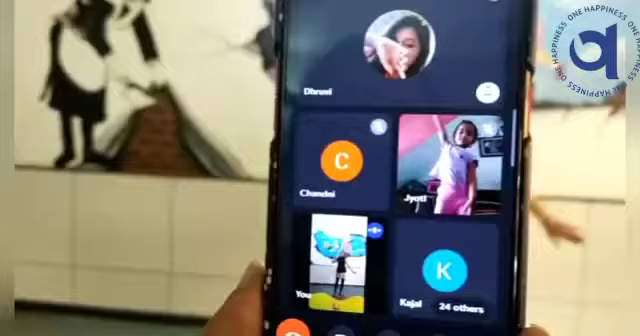 ONE HAPPINESS ONE HAPPINESS ONE HAPPINESS
Dhruvi
C
Chandni
Jyoti
You
K
Kajal
24 others